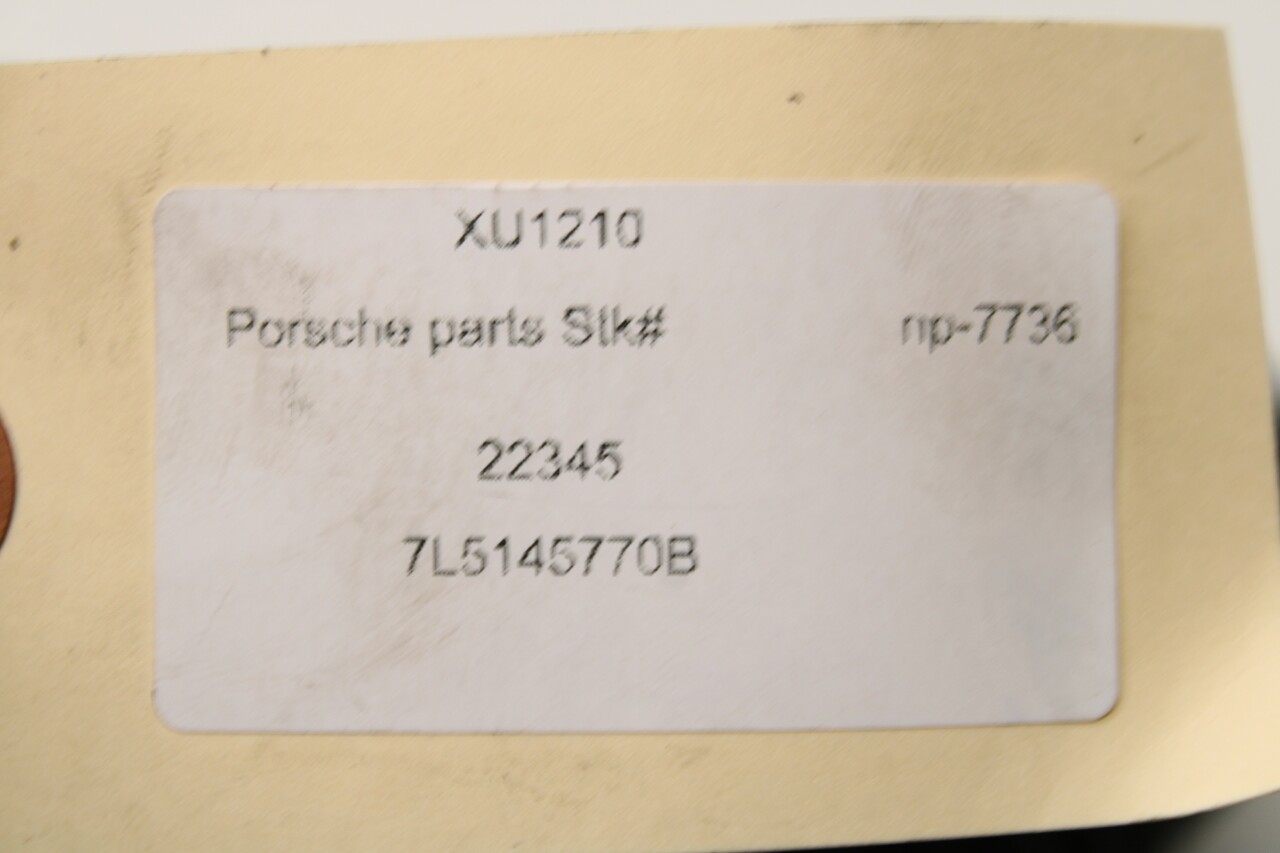 XU1210
Porsche parts Stk# np-7736
22345
7L5145770B